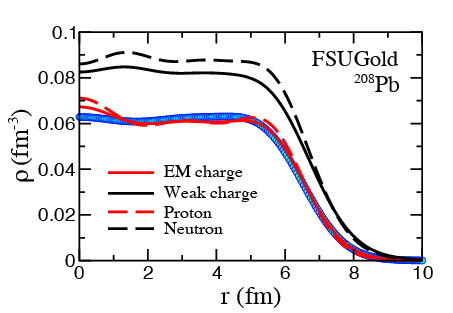 0.1
FSUGold
0.08
²⁰⁸Pb
ρ (fm⁻³)
0.06
0.04
EM charge
Weak charge
0.02
Proton
Neutron
0
0 2 4 6 8 10
r (fm)